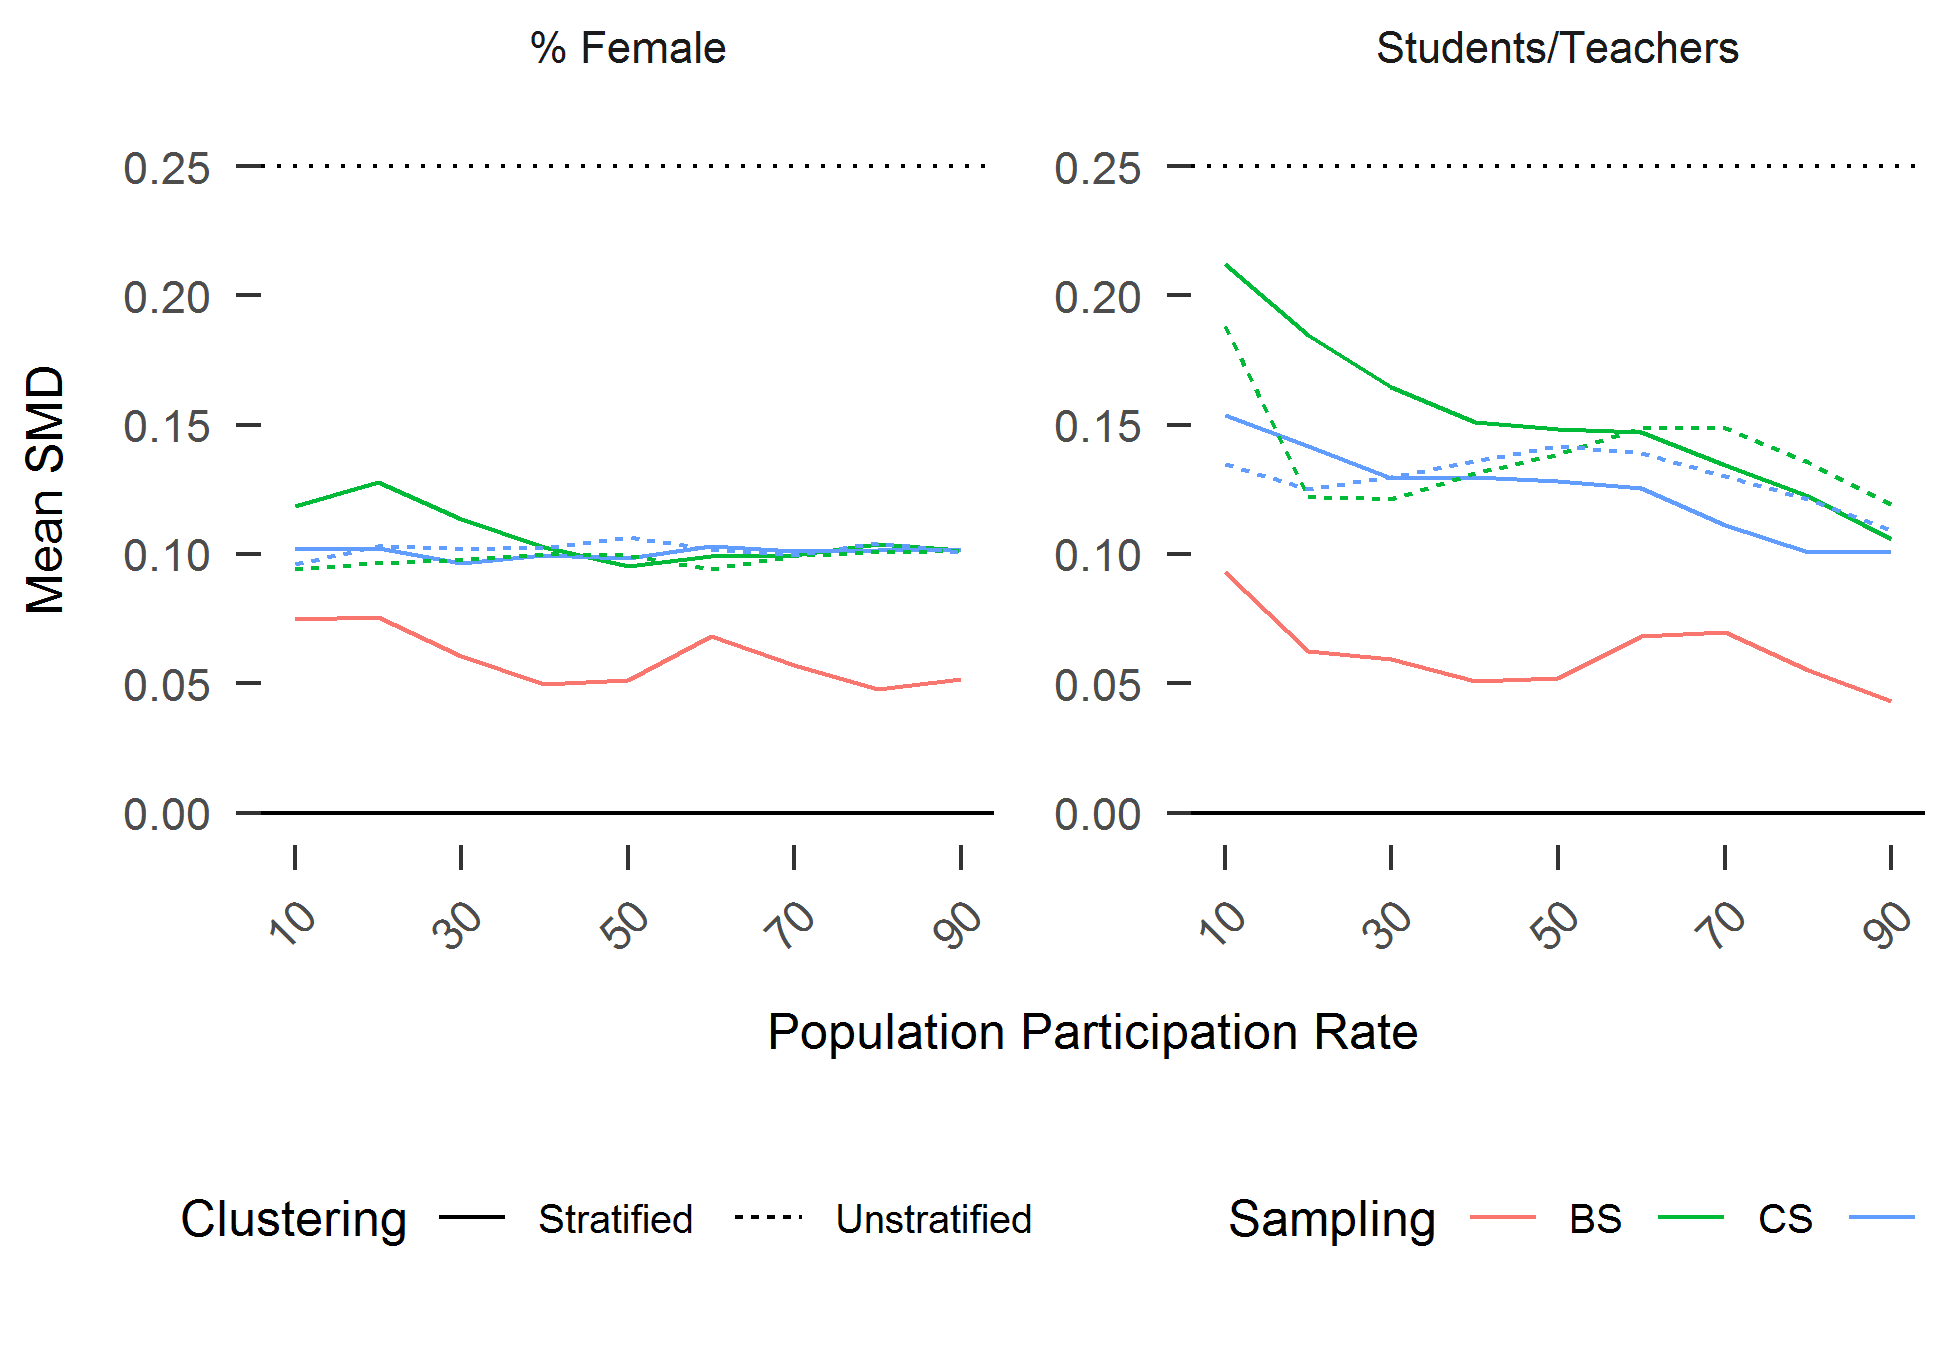 % Female
Students/Teachers
Mean SMD
0.25
0.20
0.15
0.10
0.05
0.00
0.25
0.20
0.15
0.10
0.05
0.00
10 30 50 70 90
10 30 50 70 90
Population Participation Rate
Clustering Stratified Unstratified
Sampling BS CS